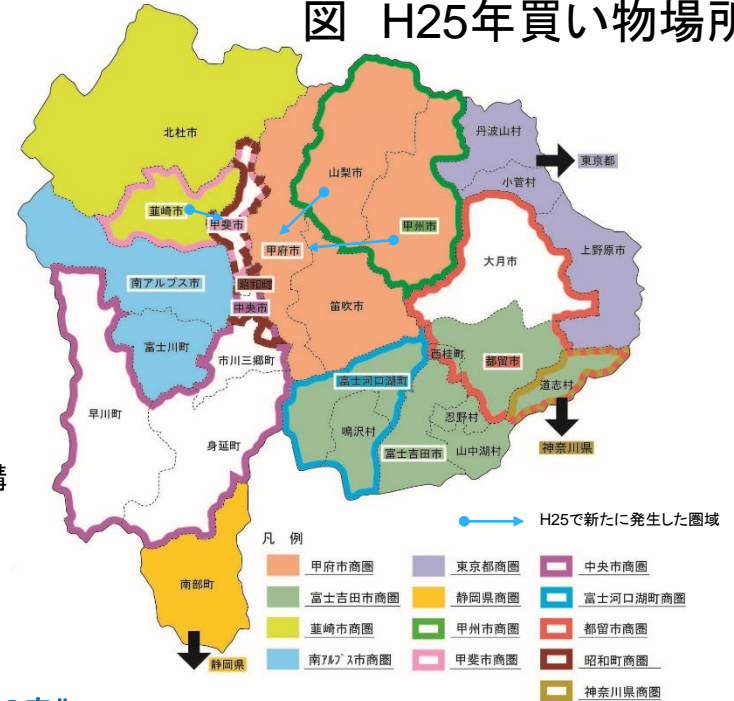 図 H25年買い物場所
北杜市
丹波山村
東京都
山梨市
小菅村
韮崎市
甲斐市
甲州市
甲府市
大月市
上野原市
南アルプス市
昭和町
中央市
笛吹市
富士川町
市川三郷町
西桂町
都留市
富士河口湖町
道志村
早川町
忍野村
鳴沢村
身延町
富士吉田市
山中湖村
神奈川県
H25で新たに発生した圏域
凡 例
甲府市商圏
東京都商圏
中央市商圏
富士吉田市商圏
静岡県商圏
富士河口湖町商圏
韮崎市商圏
甲州市商圏
都留市商圏
南アルプス市商圏
甲斐市商圏
昭和町商圏
神奈川県商圏
南部町
静岡県